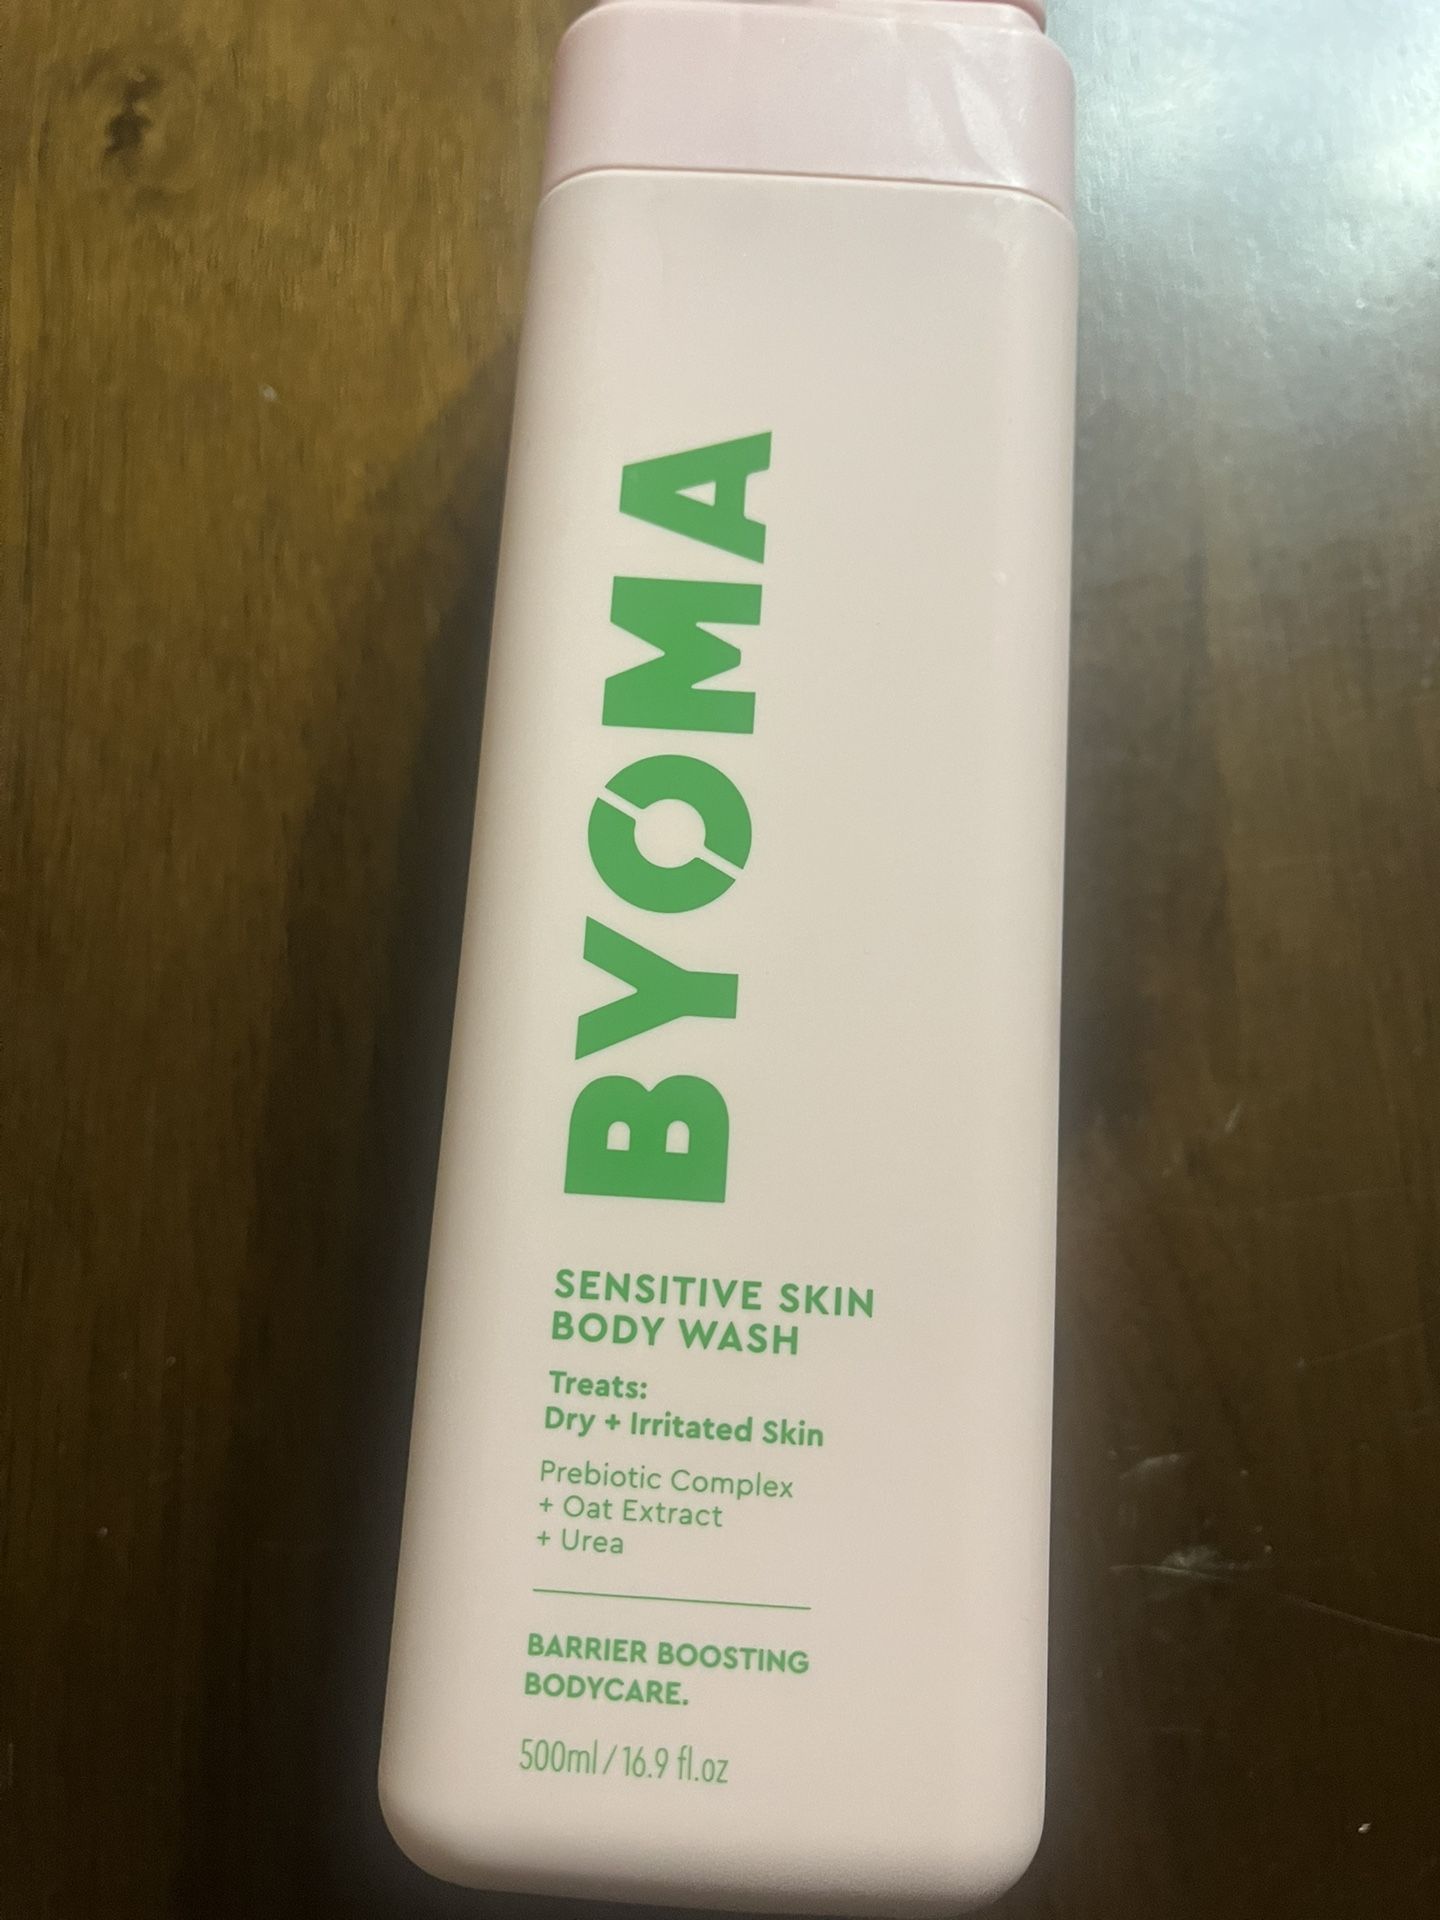 BYOMA
SENSITIVE SKIN
BODY WASH
Treats:
Dry + Irritated Skin
Prebiotic Complex
+ Oat Extract
+ Urea
BARRIER BOOSTING
BODYCARE.
500ml / 16.9 fl.oz